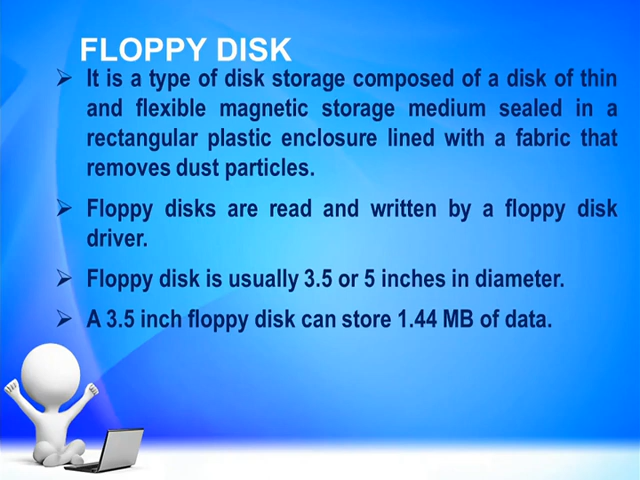 FLOPPY DISK
➢ It is a type of disk storage composed of a disk of thin
and flexible magnetic storage medium sealed in a
rectangular plastic enclosure lined with a fabric that
removes dust particles.
➢ Floppy disks are read and written by a floppy disk
driver.
➢ Floppy disk is usually 3.5 or 5 inches in diameter.
➢ A 3.5 inch floppy disk can store 1.44 MB of data.